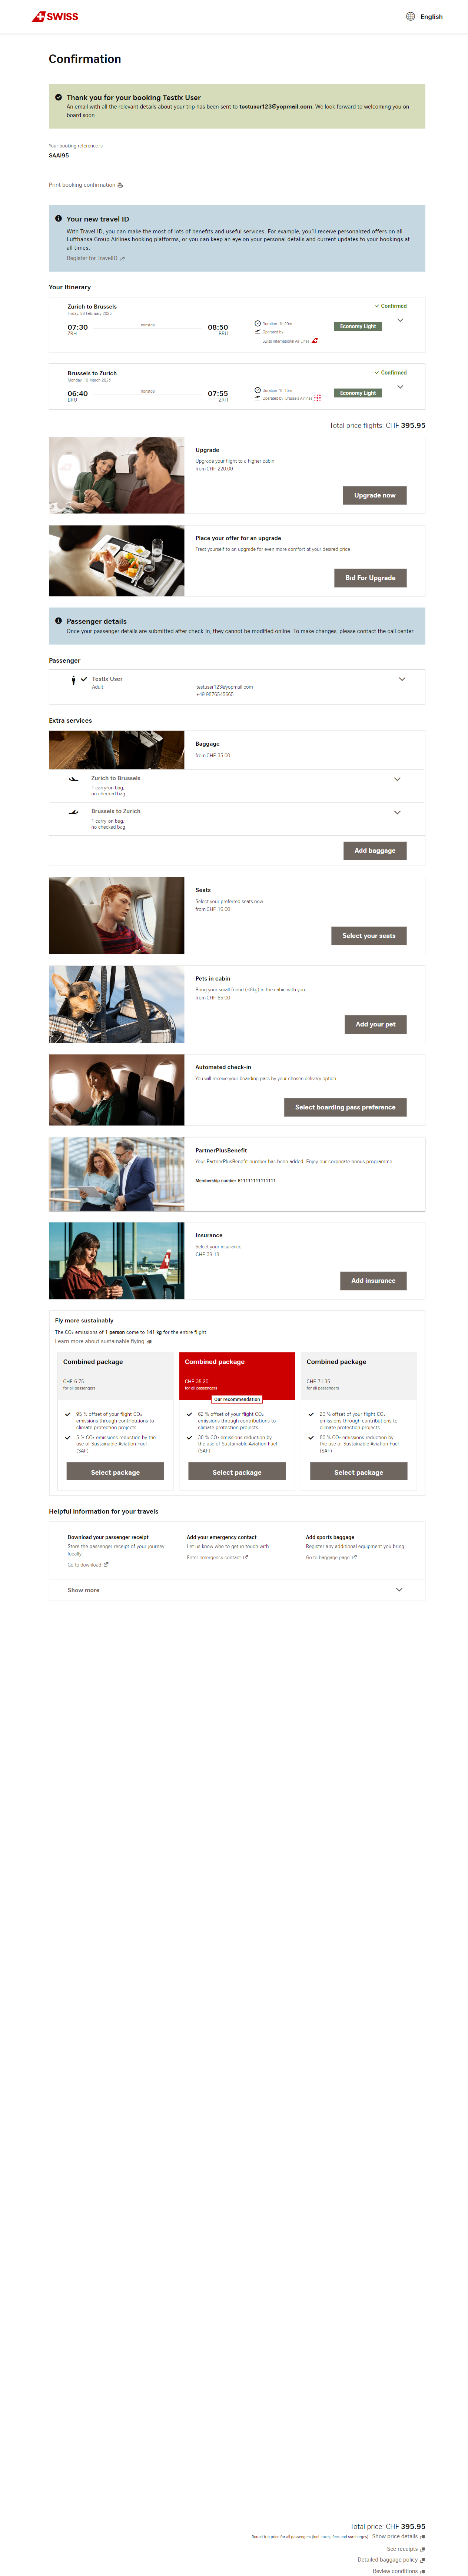 SWISS
English
Confirmation
Thank you for your booking TestIx User
An email with all the relevant details about your trip has been sent to testuser123@yopmail.com. We look forward to welcoming you on
board soon.
Your booking reference is
SAAI95
Print booking confirmation
Your new travel ID
With Travel ID, you can make the most of lots of benefits and useful services. For example, you'll receive personalized offers on all
Lufthansa Group Airlines booking platforms, or you can keep an eye on your personal details and current updates to your bookings at
all times.
Register for TravelID
Your Itinerary
Zurich to Brussels
Friday, 28 February 2025
Confirmed
07:30
ZRH
nonstop
08:50
BRU
Duration: 1h 20m
Operated by:
Swiss International Air Lines
Economy Light
Brussels to Zurich
Monday, 10 March 2025
Confirmed
06:40
BRU
nonstop
07:55
ZRH
Duration: 1h 15m
Operated by: Brussels Airlines
Economy Light
Total price flights: CHF 395.95
Upgrade
Upgrade your flight to a higher cabin
from CHF 220.00
Upgrade now
Place your offer for an upgrade
Treat yourself to an upgrade for even more comfort at your desired price
Bid For Upgrade
Passenger details
Once your passenger details are submitted after check-in, they cannot be modified online. To make changes, please contact the call center.
Passenger
TestIx User
Adult
testuser123@yopmail.com
+49 9876545665
Extra services
Baggage
from CHF 35.00
Zurich to Brussels
1 carry-on bag,
no checked bag
Brussels to Zurich
1 carry-on bag,
no checked bag
Add baggage
Seats
Select your preferred seats now.
from CHF 16.00
Select your seats
Pets in cabin
Bring your small friend (<8kg) in the cabin with you.
from CHF 85.00
Add your pet
Automated check-in
You will receive your boarding pass by your chosen delivery option
Select boarding pass preference
PartnerPlusBenefit
Your PartnerPlusBenefit number has been added. Enjoy our corporate bonus programme.
Membership number
Insurance
Select your insurance
CHF 39.18
Add insurance
Fly more sustainably
The CO₂ emissions of 1 person come to 141 kg for the entire flight.
Learn more about sustainable flying
Combined package
CHF 6.75
for all passengers
95 % offset of your flight CO₂
emissions through contributions to
climate protection projects
5 % CO₂ emissions reduction by the
use of Sustainable Aviation Fuel
(SAF)
Select package
Combined package
CHF 35.20
for all passengers
Our recommendation
62 % offset of your flight CO₂
emissions through contributions to
climate protection projects
38 % CO₂ emissions reduction by
the use of Sustainable Aviation Fuel
(SAF)
Select package
Combined package
CHF 71.35
for all passengers
20 % offset of your flight CO₂
emissions through contributions to
climate protection projects
80 % CO₂ emissions reduction by
the use of Sustainable Aviation Fuel
(SAF)
Select package
Helpful information for your travels
Download your passenger receipt
Store the passenger receipt of your journey
locally
Go to download
Add your emergency contact
Let us know who to get in touch with
Enter emergency contact
Add sports baggage
Register any additional equipment you bring.
Go to baggage page
Show more
Total price: CHF 395.95
Round trip price for all passengers (incl. taxes, fees and surcharges) Show price details
See receipts
Detailed baggage policy
Review conditions